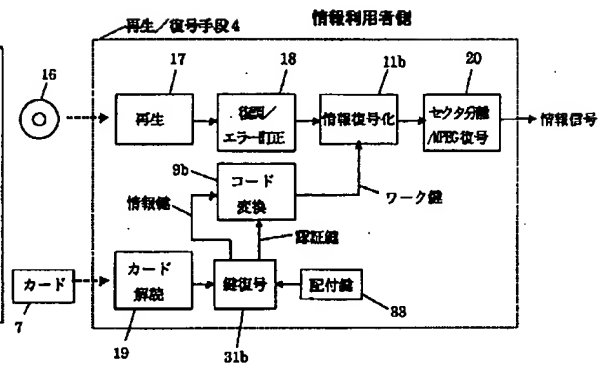 情報利用者側
再生/復号手段4
16
17
18
11b
20
再生
復調/
エラー訂正
情報復号化
セクタ分離
/MPEG復号
情報信号
9b
コード
変換
情報鍵
ワーク鍵
認証鍵
カード
カード
解読
鍵復号
配付鍵
7
19
31b
33